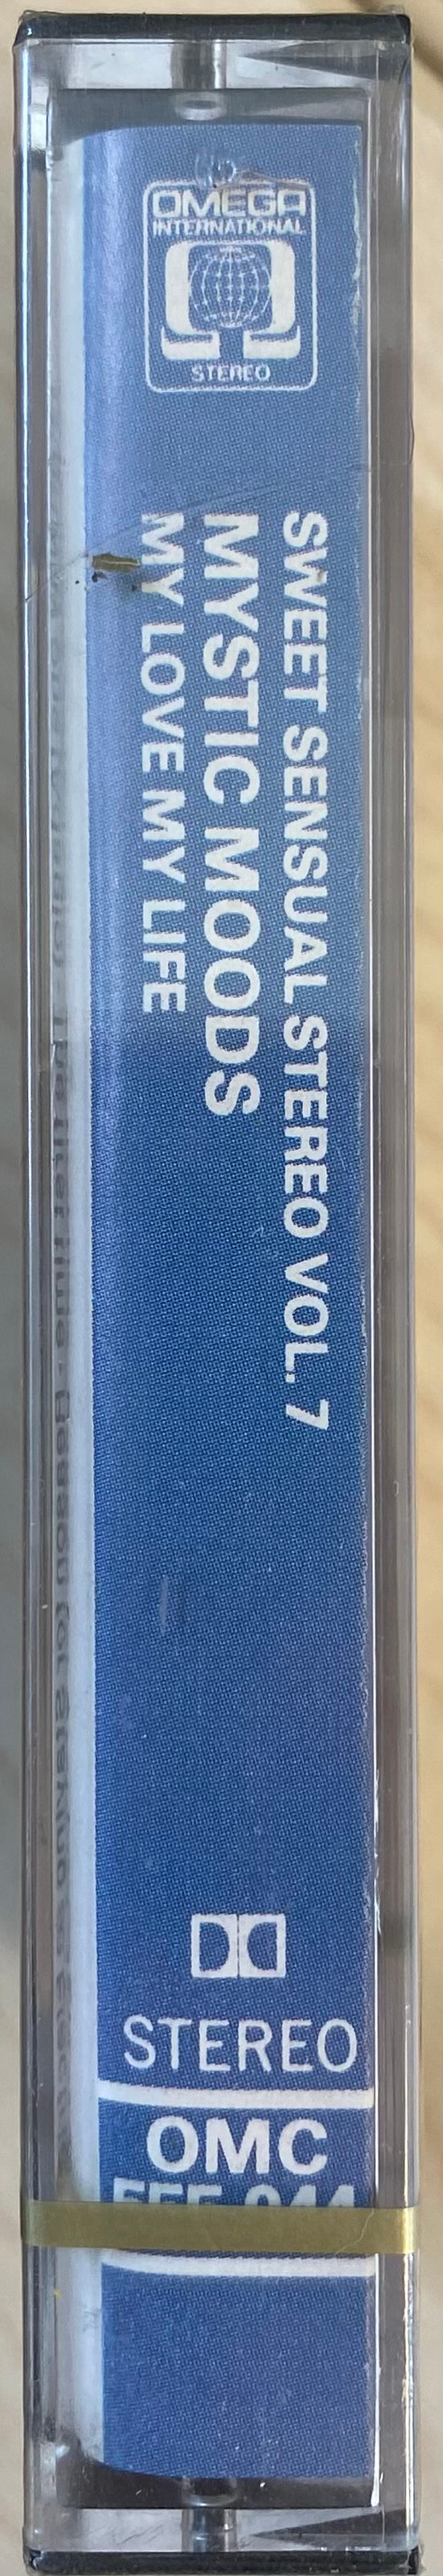 OMEGA
INTERNATIONAL
STEREO
SWEET SENSUAL STEREO VOL. 7
MYSTIC MOODS
MY LOVE MY LIFE
STEREO
OMC